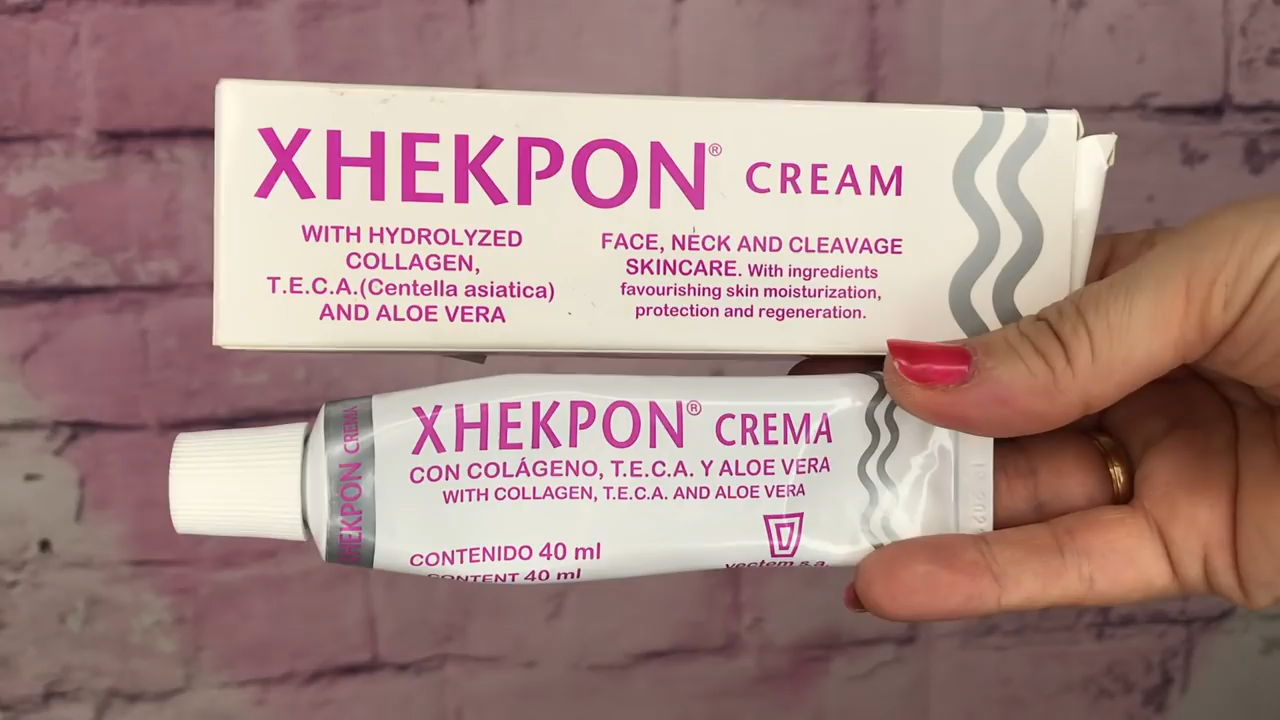 XHEKPON® CREAM
WITH HYDROLYZED
COLLAGEN,
T.E.C.A.(Centella asiatica)
AND ALOE VERA
FACE, NECK AND CLEAVAGE
SKINCARE. With ingredients
favourishing skin moisturization,
protection and regeneration.
XHEKPON CREMA
XHEKPON® CREMA
CON COLÁGENO, T.E.C.A. Y ALOE VERA
WITH COLLAGEN, T.E.C.A. AND ALOE VERA
CONTENIDO 40 ml
CONTENT 40 ml
vectem s.a.